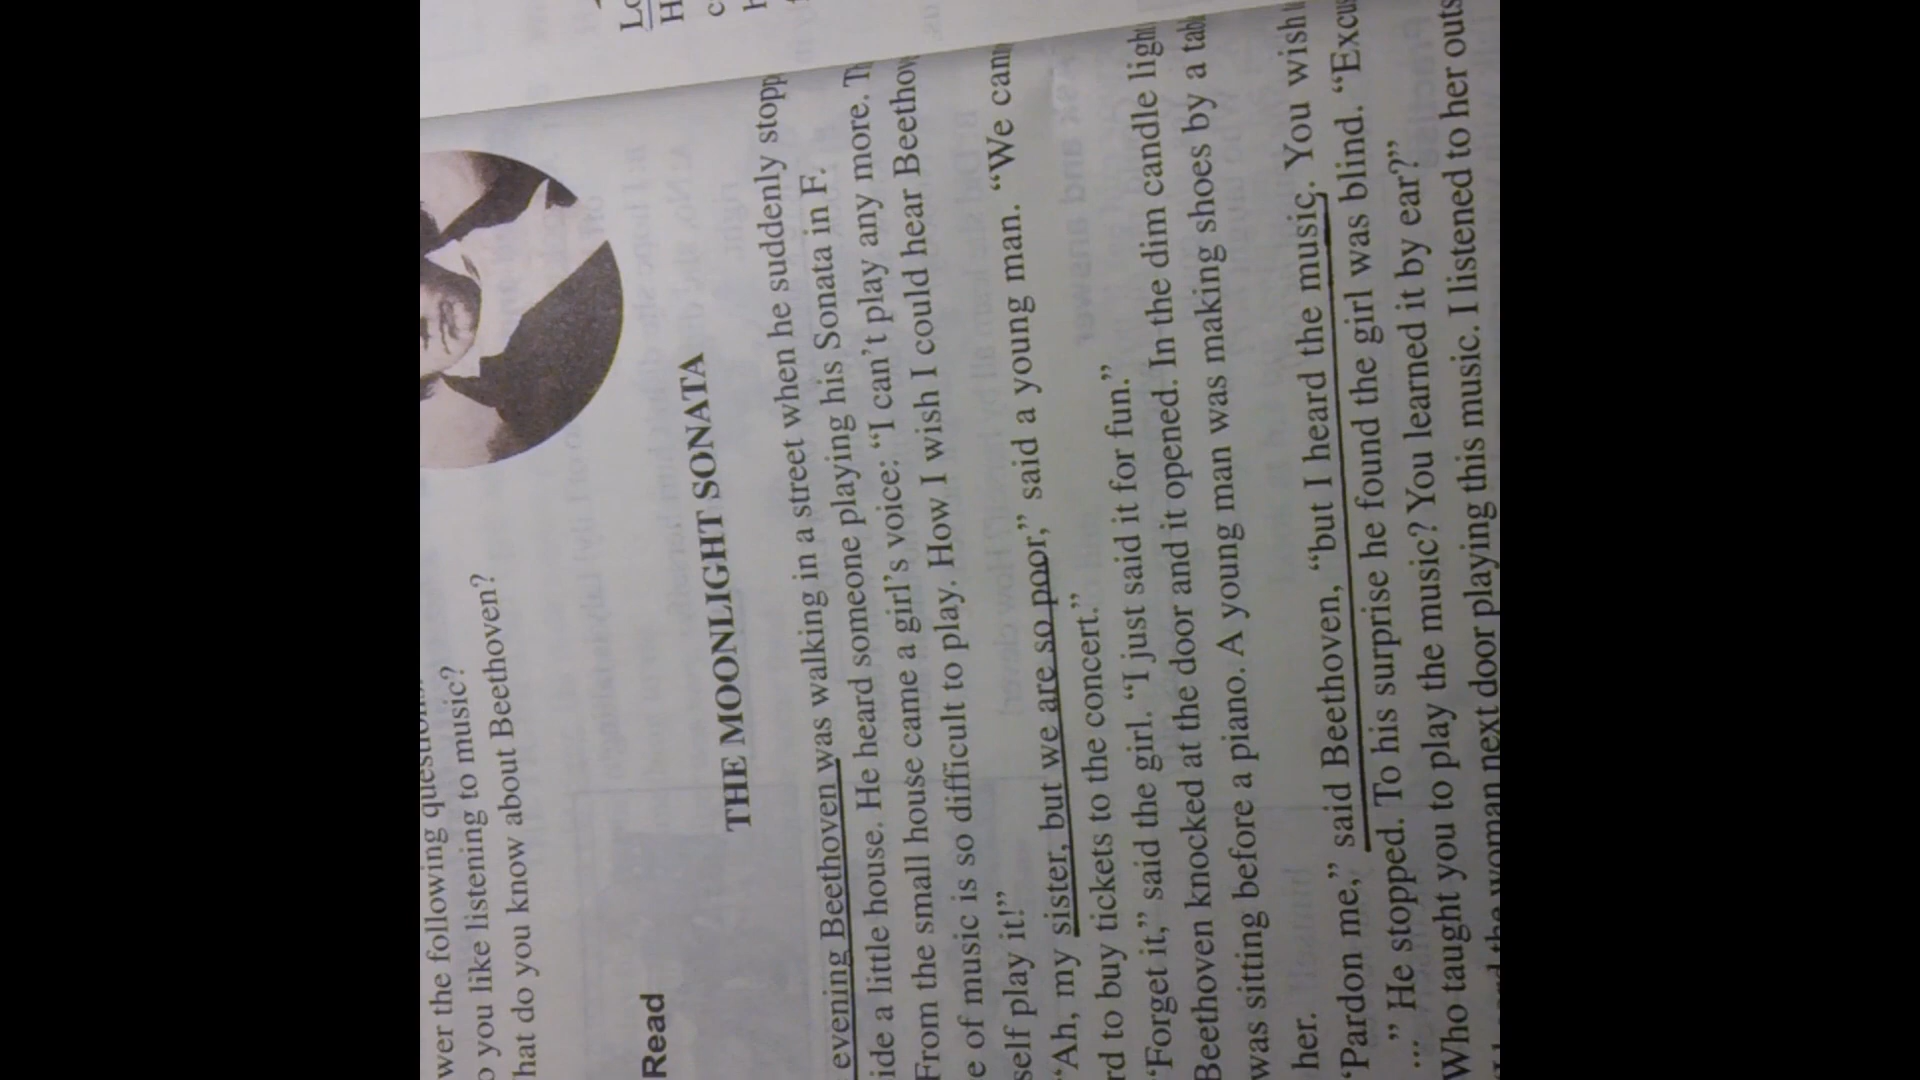 the following
you like listening to music?
hat do you know about Beethoven?
Read
THE MOONLIGHT SONATA
evening Beethoven was walking in a street when he suddenly stopp
ide a little house. He heard someone playing his Sonata in F.
From the small house came a girl's voice: “I can't play any more. T
e of music is so difficult to play. How I wish I could hear Beethov
self play it!”
“Ah, my sister, but we are so poor,” said a young man. “We can
rd to buy tickets to the concert.”
“Forget it,” said the girl. “I just said it for fun.”
Beethoven knocked at the door and it opened. In the dim candle ligh
was sitting before a piano. A young man was making shoes by a tab
her.
“Pardon me,” said Beethoven, “but I heard the music. You wish
... ” He stopped. To his surprise he found the girl was blind. “Excus
Who taught you to play the music? You learned it by ear?”
the woman next door playing this music. I listened to her outs
Lo
H
c
h